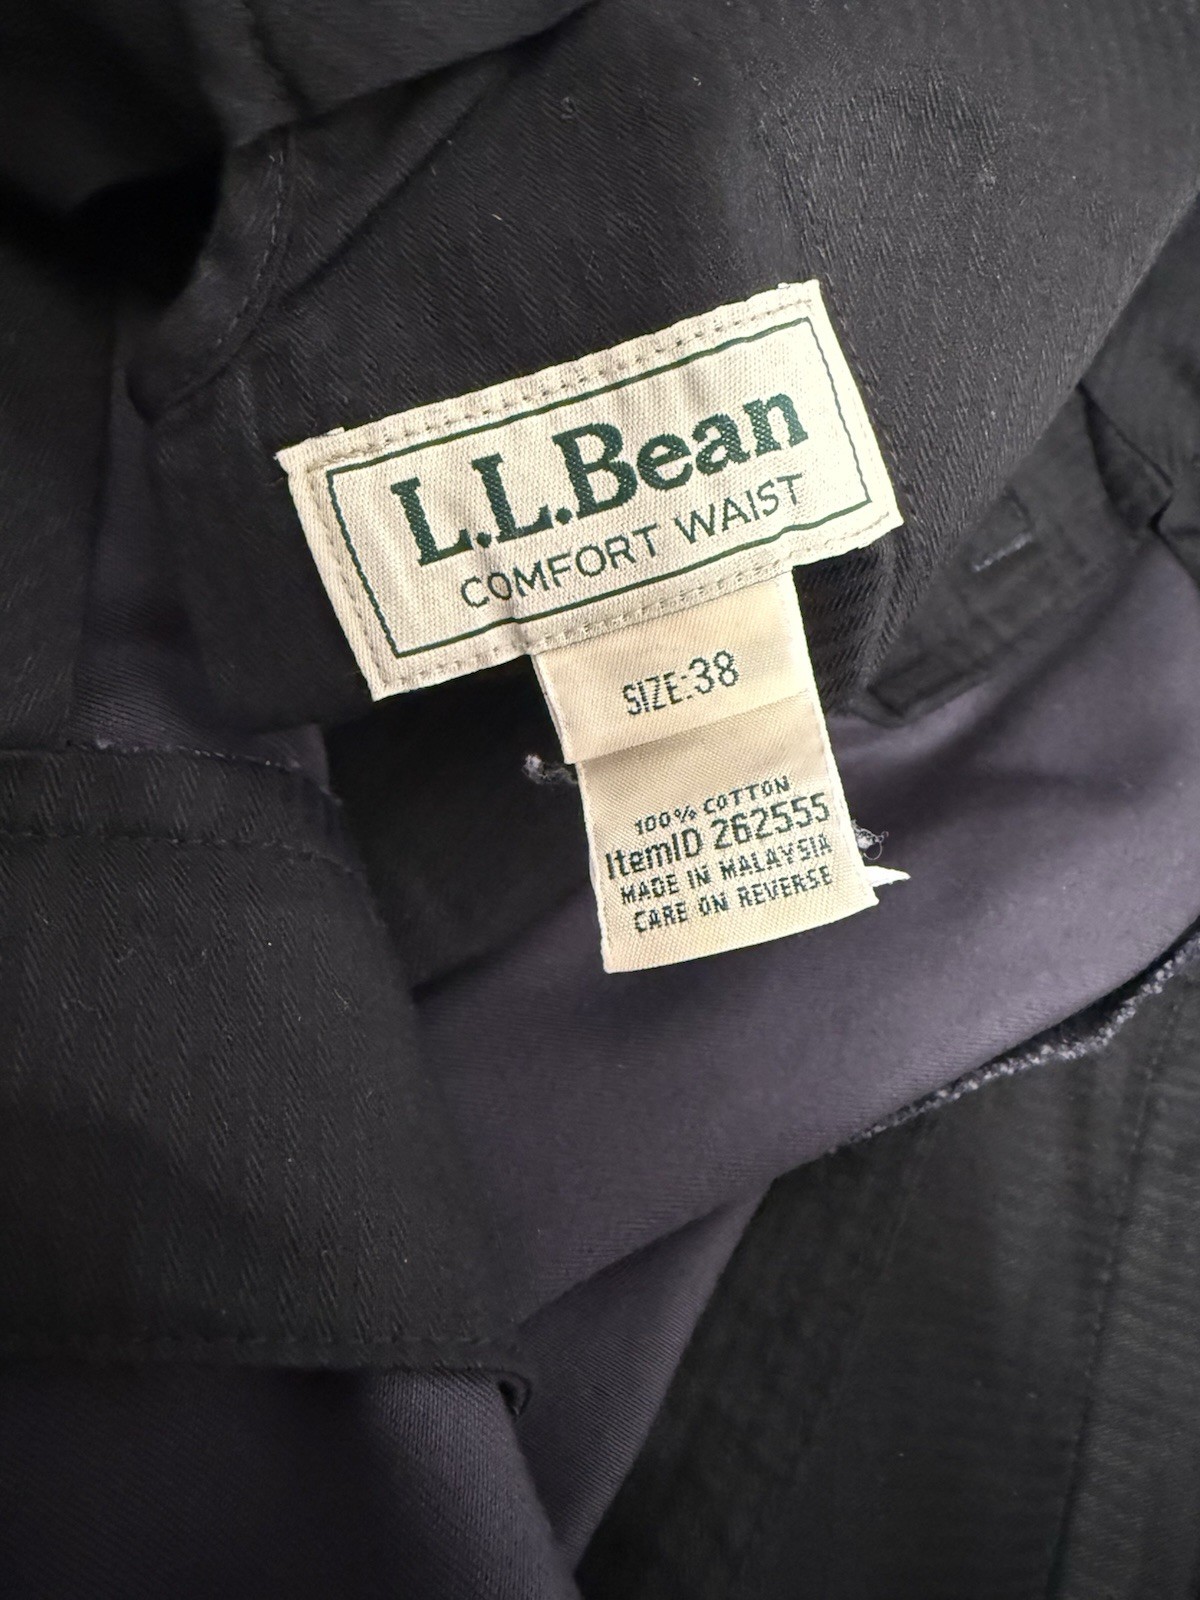 L.L.Bean
COMFORT WAIST
SIZE:38
100% COTTON
ItemID 262555
MADE IN MALAYSIA
CARE ON REVERSE